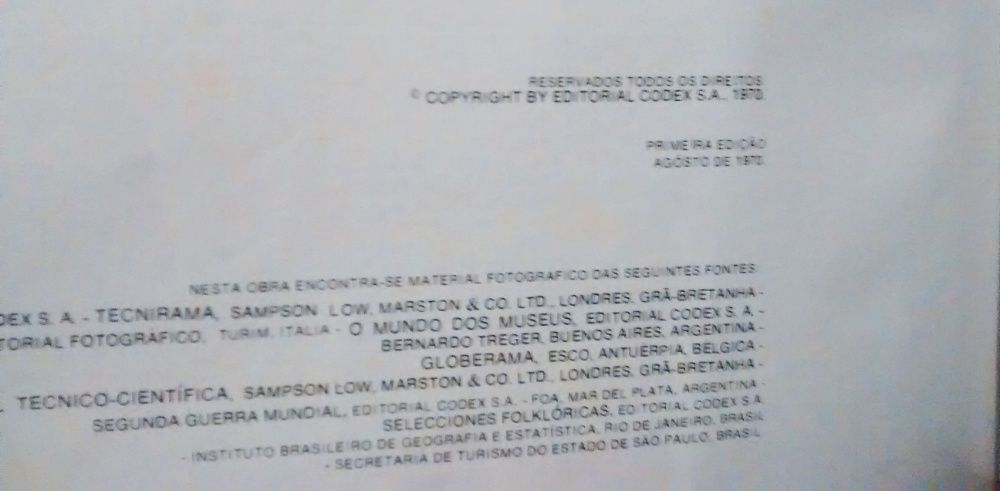 RESERVADOS TODOS OS DIREITOS
© COPYRIGHT BY EDITORIAL CODEX S.A., 1970.
PRIMEIRA EDIÇÃO
AGOSTO DE 1970
NESTA OBRA ENCONTRA-SE MATERIAL FOTOGRAFICO DAS SEGUINTES FONTES:
DEX S. A. - TECNIRAMA, SAMPSON LOW, MARSTON & CO. LTD., LONDRES, GRÃ-BRETANHA -
TORIAL FOTOGRAFICO, TURIM, ITALIA - O MUNDO DOS MUSEUS, EDITORIAL CODEX S. A. -
BERNARDO TREGER, BUENOS AIRES, ARGENTINA -
GLOBERAMA, ESCO, ANTUERPIA, BELGICA -
TECNICO-CIENTÍFICA, SAMPSON LOW, MARSTON & CO. LTD., LONDRES, GRÃ-BRETANHA -
SEGUNDA GUERRA MUNDIAL, EDITORIAL CODEX S.A. - FOA, MAR DEL PLATA, ARGENTINA -
SELECCIONES FOLKLÓRICAS, EDITORIAL CODEX S.A.
- INSTITUTO BRASILEIRO DE GEOGRAFIA E ESTATÍSTICA, RIO DE JANEIRO, BRASIL
- SECRETARIA DE TURISMO DO ESTADO DE SÃO PAULO, BRASIL